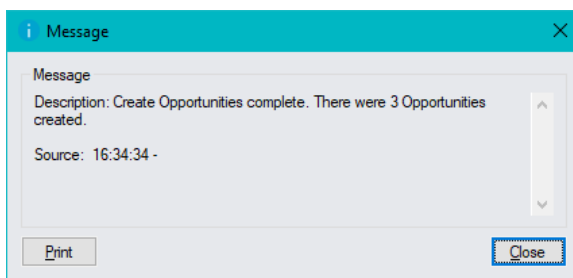 Message
Message
Description: Create Opportunities complete. There were 3 Opportunities
created.
Source: 16:34:34 -
Print
Close